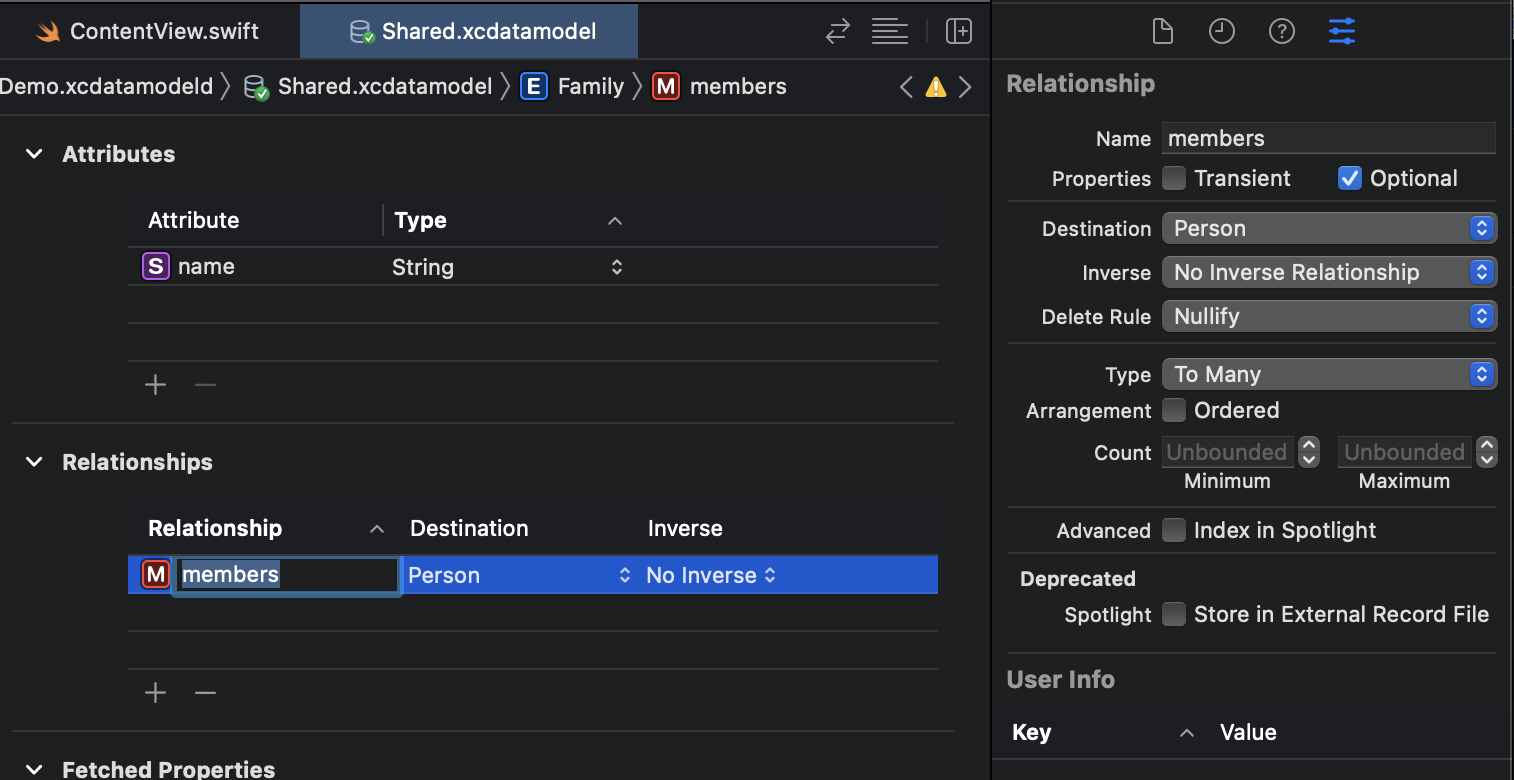 ContentView.swift
Shared.xcdatamodel
Demo.xcdatamodeld
Shared.xcdatamodel
E Family
M members
Attributes
Attribute Type
S name String
Relationships
Relationship Destination Inverse
M members Person No Inverse
Fetched Properties
Relationship
Name members
Properties Transient Optional
Destination Person
Inverse No Inverse Relationship
Delete Rule Nullify
Type To Many
Arrangement Ordered
Count Unbounded Unbounded
Minimum Maximum
Advanced Index in Spotlight
Deprecated
Spotlight Store in External Record File
User Info
Key Value